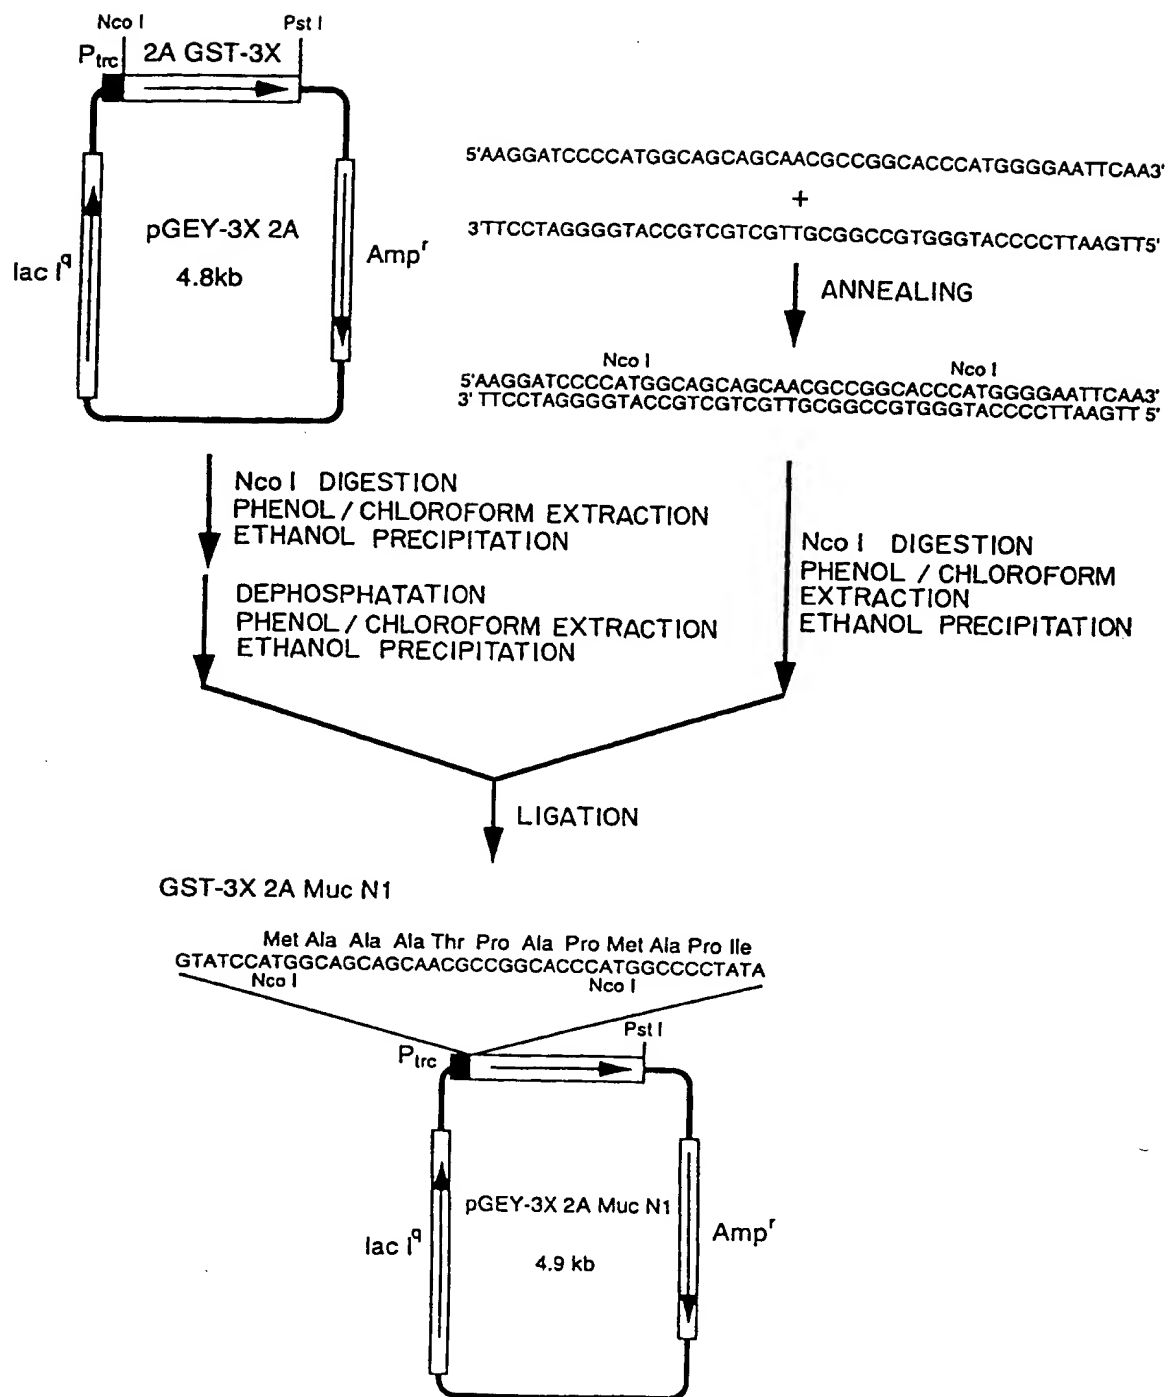 Nco I
Pst I
Ptrc
2A GST-3X
pGEY-3X 2A
4.8kb
lac Iq
Ampr
5'AAGGATCCCCATGGCAGCAGCAACGCCGGCACCCATGGGGAATTCAA3'
+
3'TTCCTAGGGGTACCGTCGTCGTTGCGGCCGTGGGTACCCCTTAAGTT5'
ANNEALING
Nco I
Nco I
5'AAGGATCCCCATGGCAGCAGCAACGCCGGCACCCATGGGGAATTCAA3'
3' TTCCTAGGGGTACCGTCGTCGTTGCGGCCGTGGGTACCCCTTAAGTT 5'
Nco I DIGESTION
PHENOL / CHLOROFORM EXTRACTION
ETHANOL PRECIPITATION
DEPHOSPHATATION
PHENOL / CHLOROFORM EXTRACTION
ETHANOL PRECIPITATION
Nco I DIGESTION
PHENOL / CHLOROFORM
EXTRACTION
ETHANOL PRECIPITATION
LIGATION
GST-3X 2A Muc N1
Met Ala Ala Ala Thr Pro Ala Pro Met Ala Pro Ile
GTATCCATGGCAGCAGCAACGCCGGCACCCATGGCCCCTATA
Nco I
Nco I
Pst I
Ptrc
pGEY-3X 2A Muc N1
4.9 kb
lac Iq
Ampr